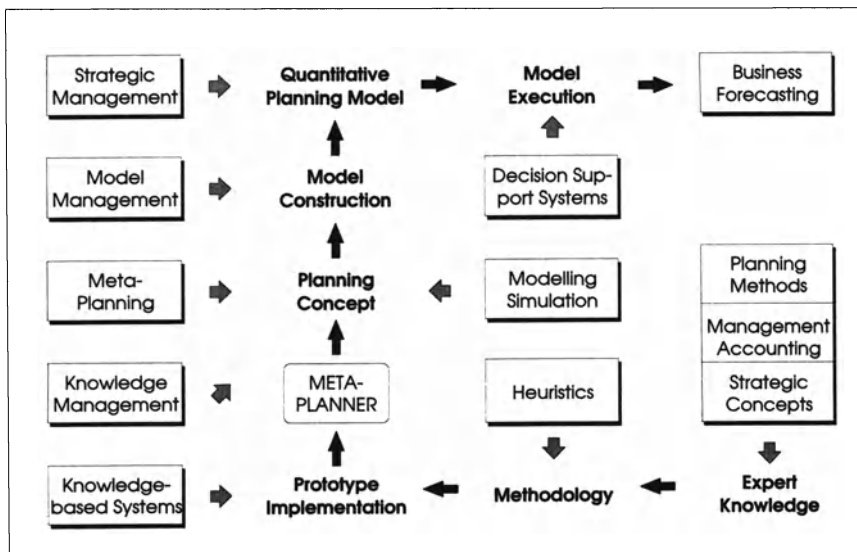 Strategic
Management
Quantitative
Planning Model
Model
Execution
Business
Forecasting
Model
Management
Model
Construction
Decision Sup-
port Systems
Meta-
Planning
Planning
Concept
Modelling
Simulation
Planning
Methods
Management
Accounting
Strategic
Concepts
Knowledge
Management
META-
PLANNER
Heuristics
Knowledge-
based Systems
Prototype
Implementation
Methodology
Expert
Knowledge